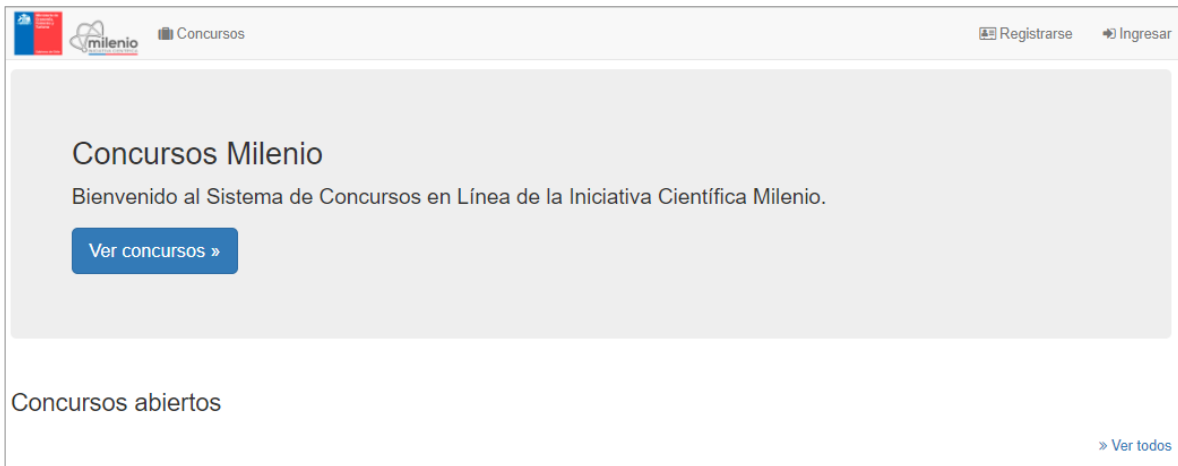 milenio
Concursos
Registrarse
Ingresar
Concursos Milenio
Bienvenido al Sistema de Concursos en Línea de la Iniciativa Científica Milenio.
Ver concursos »
Concursos abiertos
» Ver todos